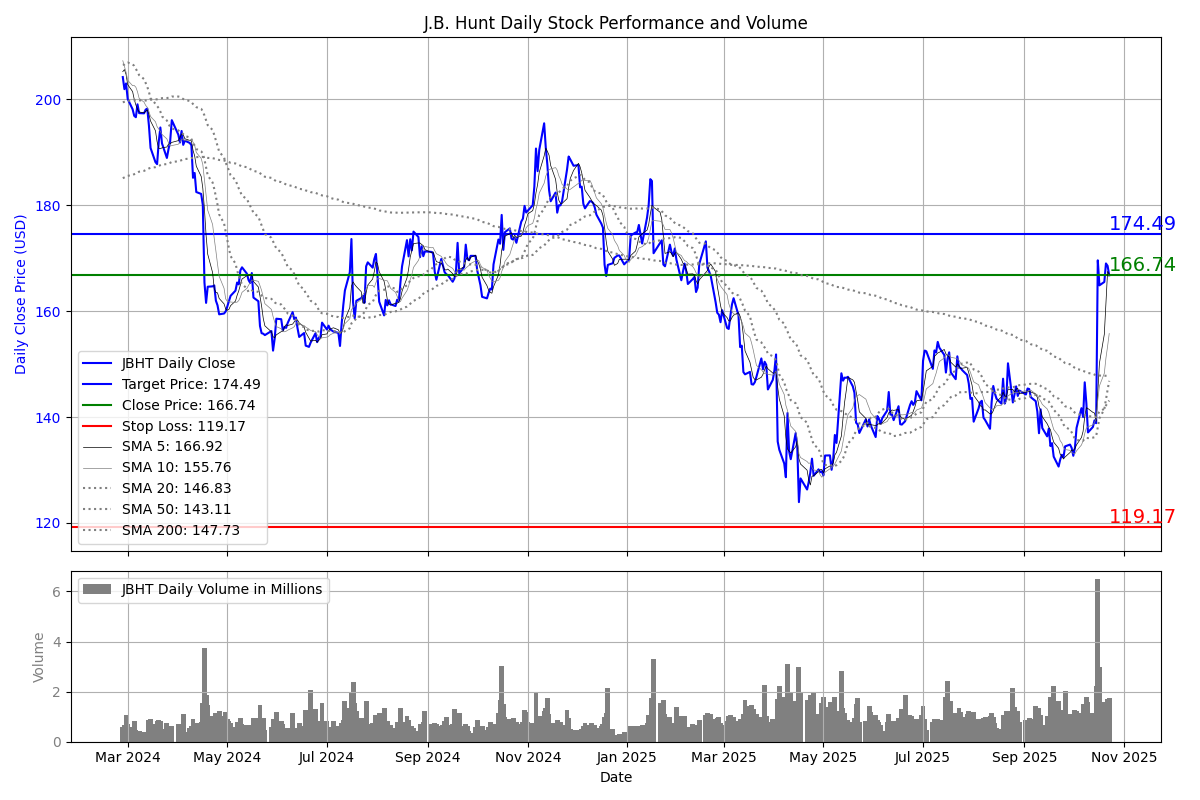 J.B. Hunt Daily Stock Performance and Volume
Daily Close Price (USD)
200
180
160
140
120
174.49
166.74
119.17
JBHT Daily Close
Target Price: 174.49
Close Price: 166.74
Stop Loss: 119.17
SMA 5: 166.92
SMA 10: 155.76
SMA 20: 146.83
SMA 50: 143.11
SMA 200: 147.73
Volume
6
4
2
0
JBHT Daily Volume in Millions
Mar 2024 May 2024 Jul 2024 Sep 2024 Nov 2024 Jan 2025 Mar 2025 May 2025 Jul 2025 Sep 2025 Nov 2025
Date